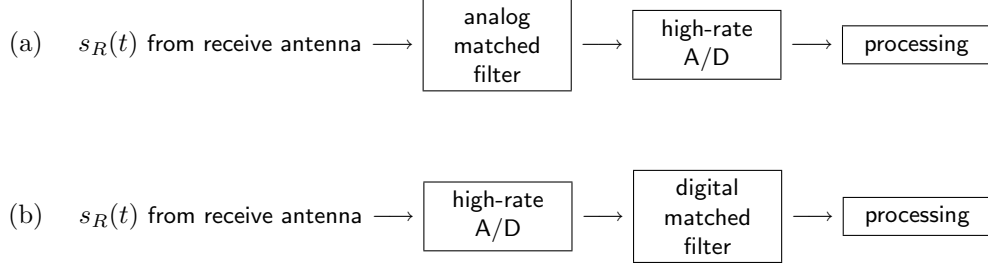 analog
(a) s_R(t) from receive antenna matched filter
high-rate
A/D
processing
digital
(b) s_R(t) from receive antenna
high-rate
A/D
matched
filter
processing